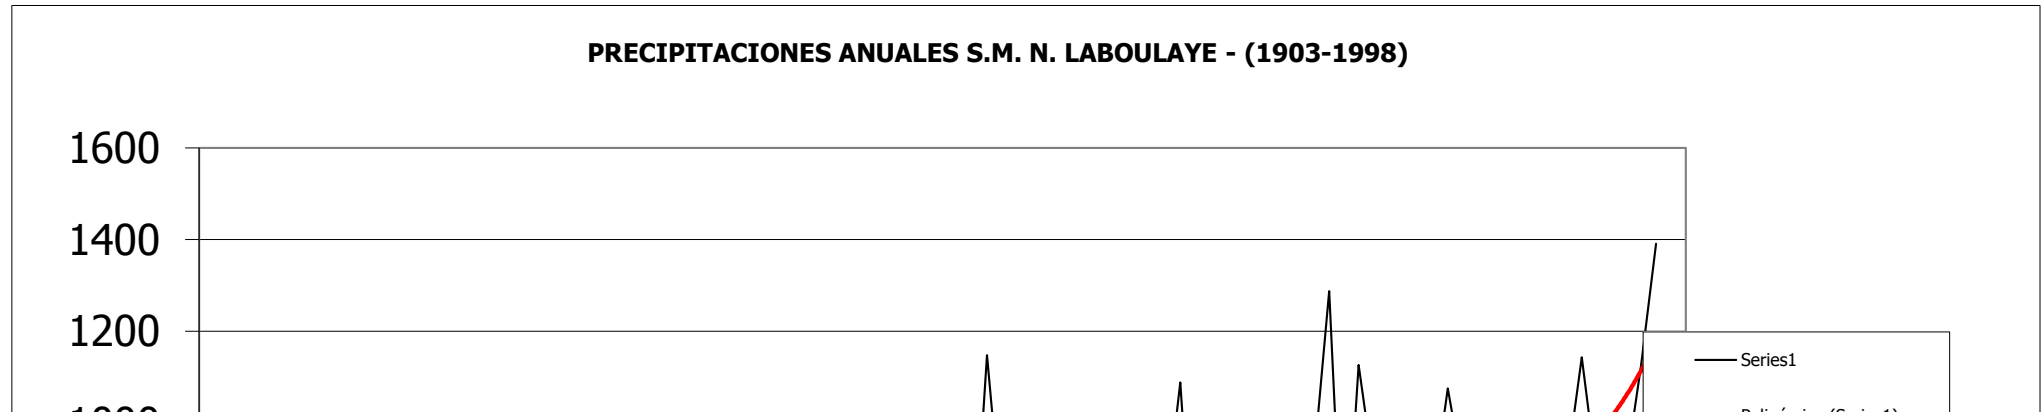 PRECIPITACIONES ANUALES S.M. N. LABOULAYE - (1903-1998)
1600
1400
1200
Series1